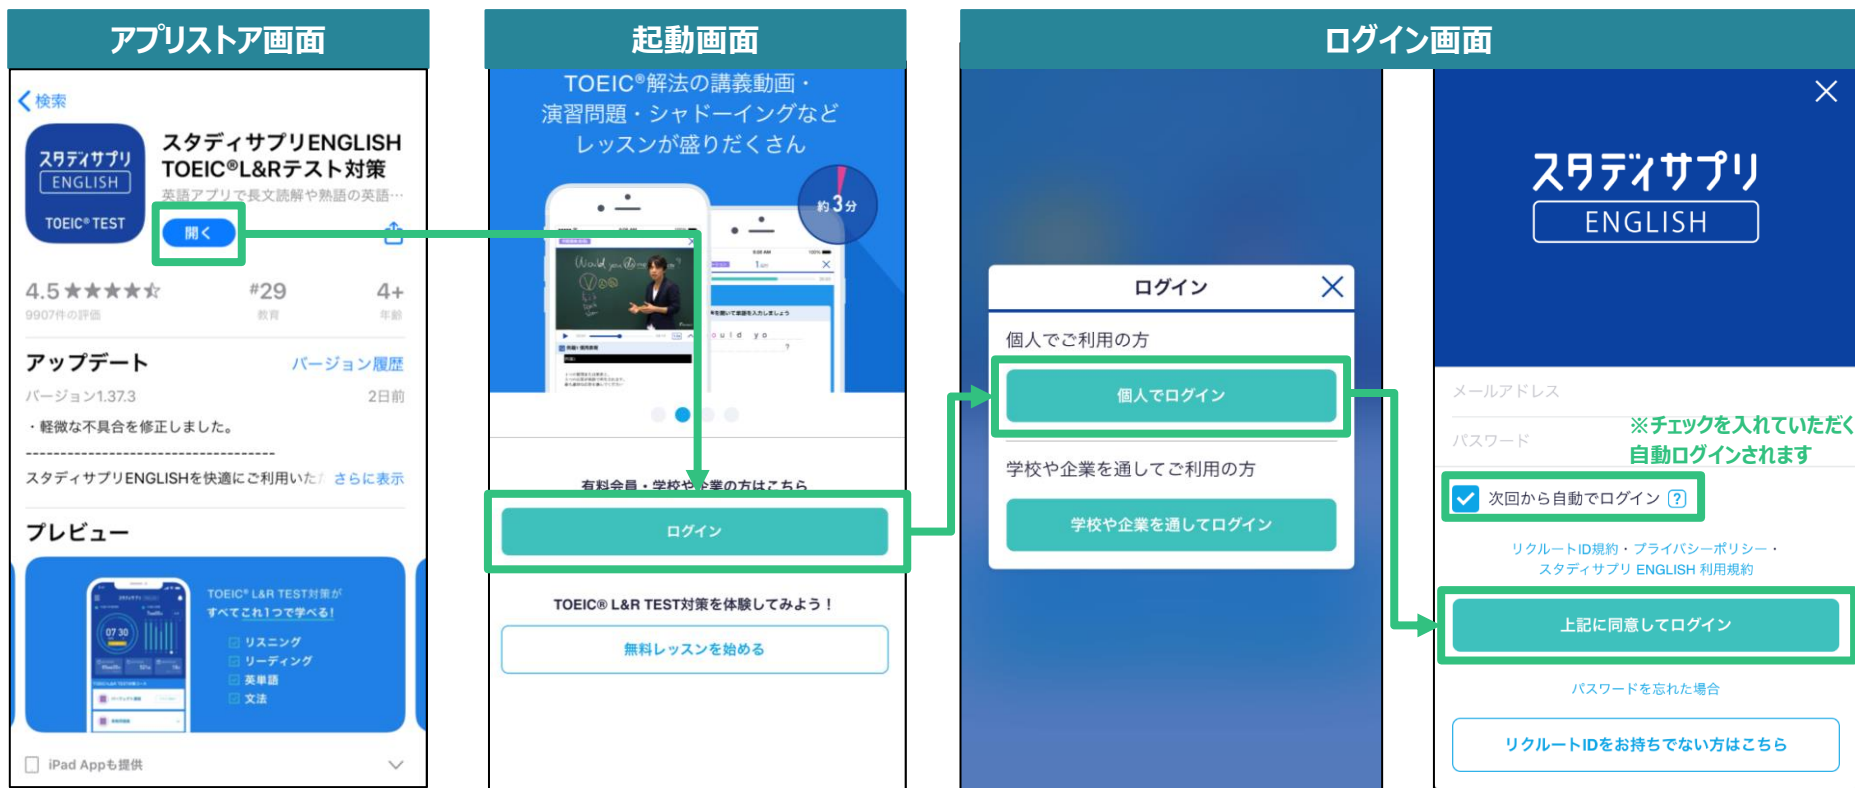 アプリストア画面
検索
スタディサプリ
ENGLISH
TOEIC® TEST
スタディサプリENGLISH
TOEIC®L&Rテスト対策
英語アプリで長文読解や熟語の英語…
開く
4.5★★★★☆
#29
4+
9907件の評価
教育
年齢
アップデート
バージョン履歴
バージョン1.37.3
2日前
・軽微な不具合を修正しました。
------------------------------------
スタディサプリENGLISHを快適にご利用いた
さらに表示
プレビュー
07 30
TOEIC® L&R TEST対策が
すべてこれ1つで学べる!
リスニング
リーディング
英単語
文法
iPad Appも提供
起動画面
TOEIC®解法の講義動画・
演習問題・シャドーイングなど
レッスンが盛りだくさん
約3分
有料会員・学校や企業の方はこちら
ログイン
TOEIC® L&R TEST対策を体験してみよう！
無料レッスンを始める
ログイン画面
ログイン
個人でご利用の方
個人でログイン
学校や企業を通してご利用の方
学校や企業を通してログイン
スタディサプリ
ENGLISH
メールアドレス
パスワード
※チェックを入れていただく
自動ログインされます
次回から自動でログイン ?
リクルートID規約・プライバシーポリシー・
スタディサプリ ENGLISH 利用規約
上記に同意してログイン
パスワードを忘れた場合
リクルートIDをお持ちでない方はこちら